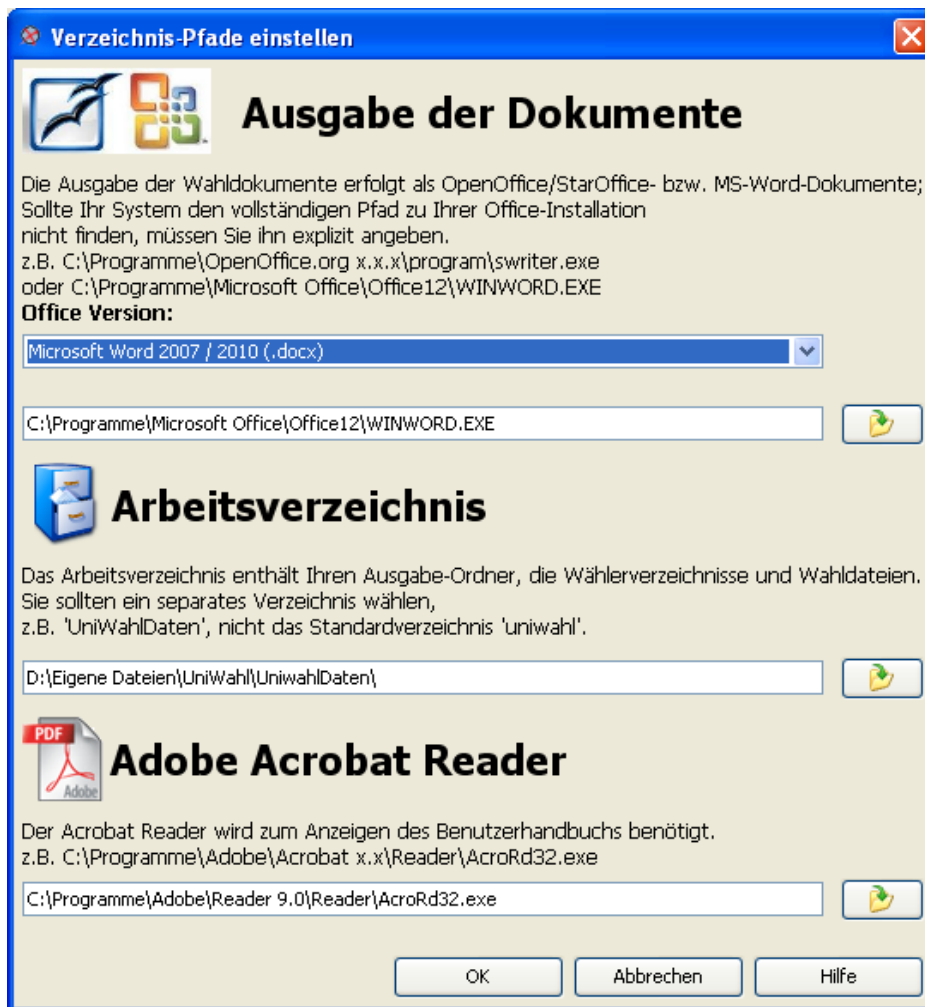 Verzeichnis-Pfade einstellen
Ausgabe der Dokumente
Die Ausgabe der Wahldokumente erfolgt als OpenOffice/StarOffice- bzw. MS-Word-Dokumente;
Sollte Ihr System den vollständigen Pfad zu Ihrer Office-Installation
nicht finden, müssen Sie ihn explizit angeben.
z.B. C:\Programme\OpenOffice.org x.x.x\program\swriter.exe
oder C:\Programme\Microsoft Office\Office12\WINWORD.EXE
Office Version:
Microsoft Word 2007 / 2010 (.docx)
C:\Programme\Microsoft Office\Office12\WINWORD.EXE
Arbeitsverzeichnis
Das Arbeitsverzeichnis enthält Ihren Ausgabe-Ordner, die Wählerverzeichnisse und Wahldateien.
Sie sollten ein separates Verzeichnis wählen,
z.B. 'UniWahlDaten', nicht das Standardverzeichnis 'uniwahl'.
D:\Eigene Dateien\UniWahl\UniwahlDaten\
PDF
Adobe
Adobe Acrobat Reader
Der Acrobat Reader wird zum Anzeigen des Benutzerhandbuchs benötigt.
z.B. C:\Programme\Adobe\Acrobat x.x\Reader\AcroRd32.exe
C:\Programme\Adobe\Reader 9.0\Reader\AcroRd32.exe
OK Abbrechen Hilfe